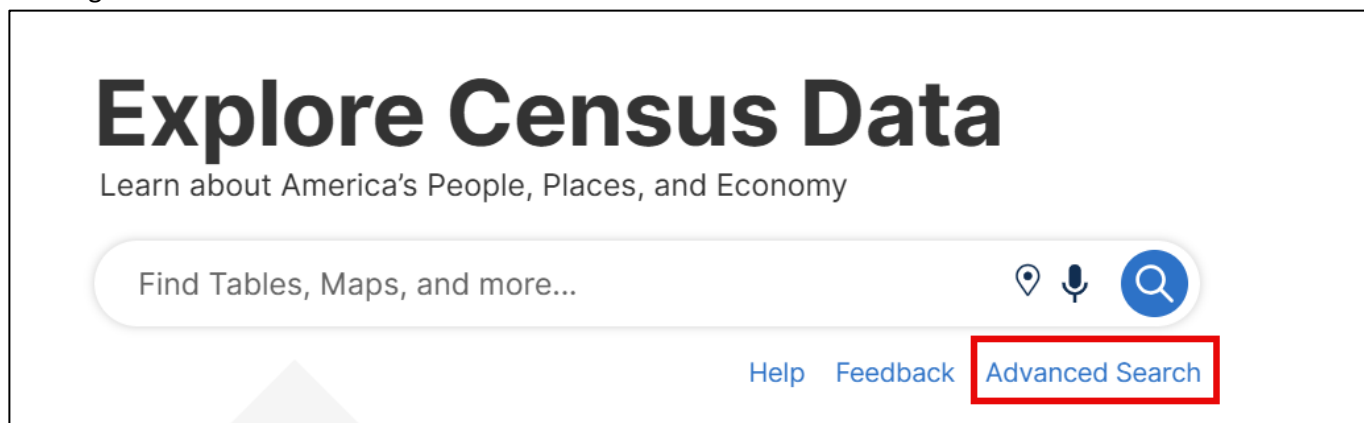 Explore Census Data
Learn about America's People, Places, and Economy
Find Tables, Maps, and more...
Help Feedback Advanced Search